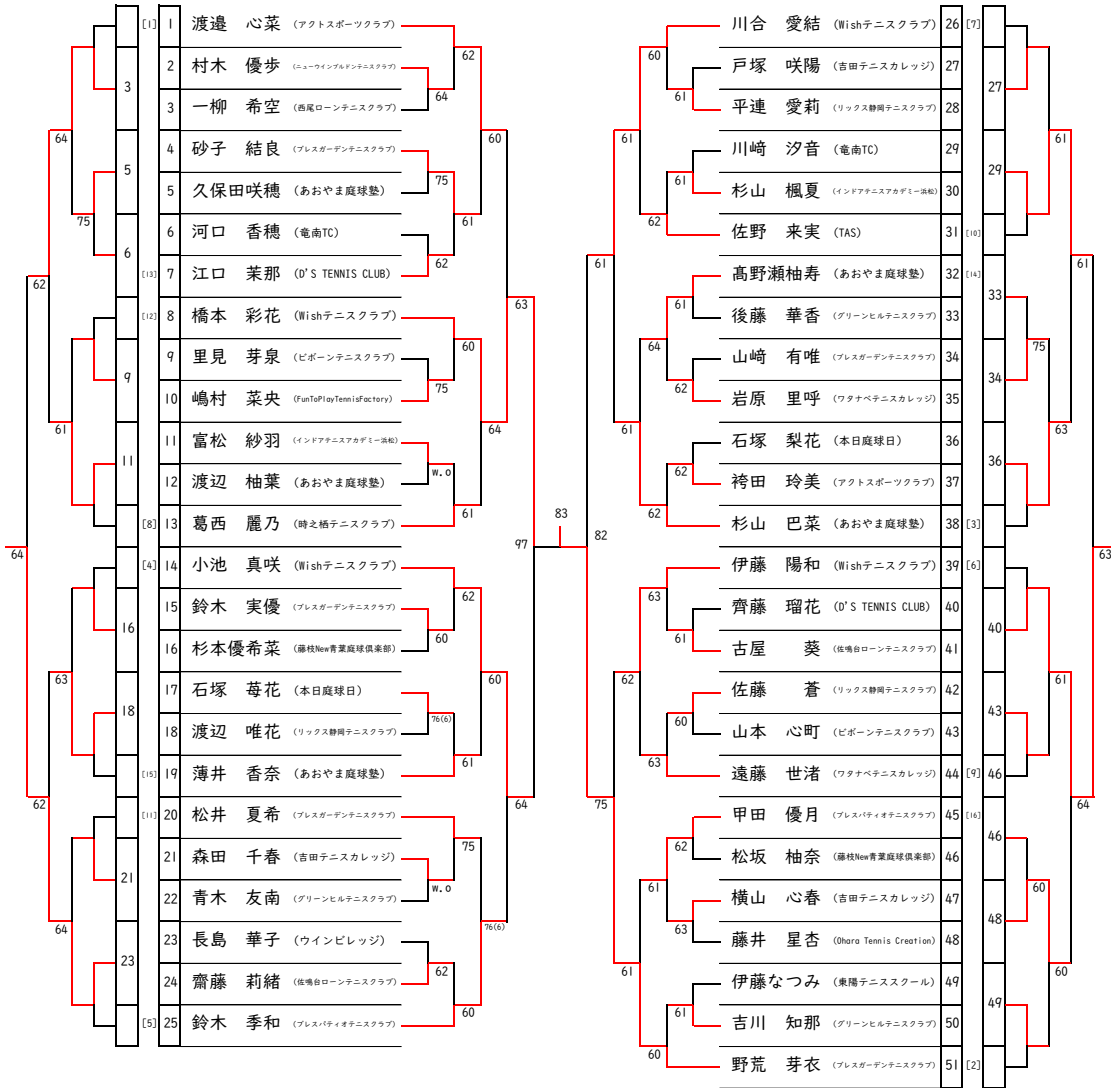 [1] 1 渡邉 心菜 (アクトスポーツクラブ)
2 村木 優歩 (ニューウインブルドンテニスクラブ)
3 一柳 希空 (西尾ローンテニスクラブ)
4 砂子 結良 (ブレスガーデンテニスクラブ)
5 久保田咲穂 (あおやま庭球塾)
6 河口 香穂 (竜南TC)
[13] 7 江口 茉那 (D'S TENNIS CLUB)
[12] 8 橋本 彩花 (Wishテニスクラブ)
9 里見 芽泉 (ビボーンテニスクラブ)
10 嶋村 菜央 (FunToPlayTennisFactory)
11 富松 紗羽 (インドアテニスアカデミー浜松)
12 渡辺 柚葉 (あおやま庭球塾)
[8] 13 葛西 麗乃 (時之栖テニスクラブ)
[4] 14 小池 真咲 (Wishテニスクラブ)
15 鈴木 実優 (ブレスガーデンテニスクラブ)
16 杉本優希菜 (藤枝New青葉庭球倶楽部)
17 石塚 苺花 (本日庭球日)
18 渡辺 唯花 (リックス静岡テニスクラブ)
[15] 19 薄井 香奈 (あおやま庭球塾)
[11] 20 松井 夏希 (ブレスガーデンテニスクラブ)
21 森田 千春 (吉田テニスカレッジ)
22 青木 友南 (グリーンヒルテニスクラブ)
23 長島 華子 (ウインビレッジ)
24 齋藤 莉緒 (佐鳴台ローンテニスクラブ)
[5] 25 鈴木 季和 (ブレスパティオテニスクラブ)
3
5
6
9
11
16
18
21
23
64
75
62
61
64
63
62
64
62
64
60
75
61
62
63
60
75
64
w.o
61
97
83
82
62
60
60
76(6)
61
64
75
w.o
76(6)
62
60
川合 愛結 (Wishテニスクラブ) 26 [7]
戸塚 咲陽 (吉田テニスカレッジ) 27
平連 愛莉 (リックス静岡テニスクラブ) 28
川﨑 汐音 (竜南TC) 29
杉山 楓夏 (インドアテニスアカデミー浜松) 30
佐野 来実 (TAS) 31 [10]
髙野瀬柚寿 (あおやま庭球塾) 32 [14]
後藤 華香 (グリーンヒルテニスクラブ) 33
山﨑 有唯 (ブレスガーデンテニスクラブ) 34
岩原 里呼 (ワタナベテニスカレッジ) 35
石塚 梨花 (本日庭球日) 36
袴田 玲美 (アクトスポーツクラブ) 37
杉山 巴菜 (あおやま庭球塾) 38 [3]
伊藤 陽和 (Wishテニスクラブ) 39 [6]
齊藤 瑠花 (D'S TENNIS CLUB) 40
古屋 葵 (佐鳴台ローンテニスクラブ) 41
佐藤 蒼 (リックス静岡テニスクラブ) 42
山本 心町 (ビボーンテニスクラブ) 43
遠藤 世渚 (ワタナベテニスカレッジ) 44 [9]
甲田 優月 (ブレスパティオテニスクラブ) 45 [16]
松坂 柚奈 (藤枝New青葉庭球倶楽部) 46
横山 心春 (吉田テニスカレッジ) 47
藤井 星杏 (Ohara Tennis Creation) 48
伊藤なつみ (東陽テニススクール) 49
吉川 知那 (グリーンヒルテニスクラブ) 50
野荒 芽衣 (ブレスガーデンテニスクラブ) 51 [2]
60
61
61
61
62
61
61
64
62
61
62
62
63
61
62
60
63
75
62
61
63
61
61
60
27
29
33
34
36
40
43
46
46
48
49
61
61
75
63
63
61
64
60
60